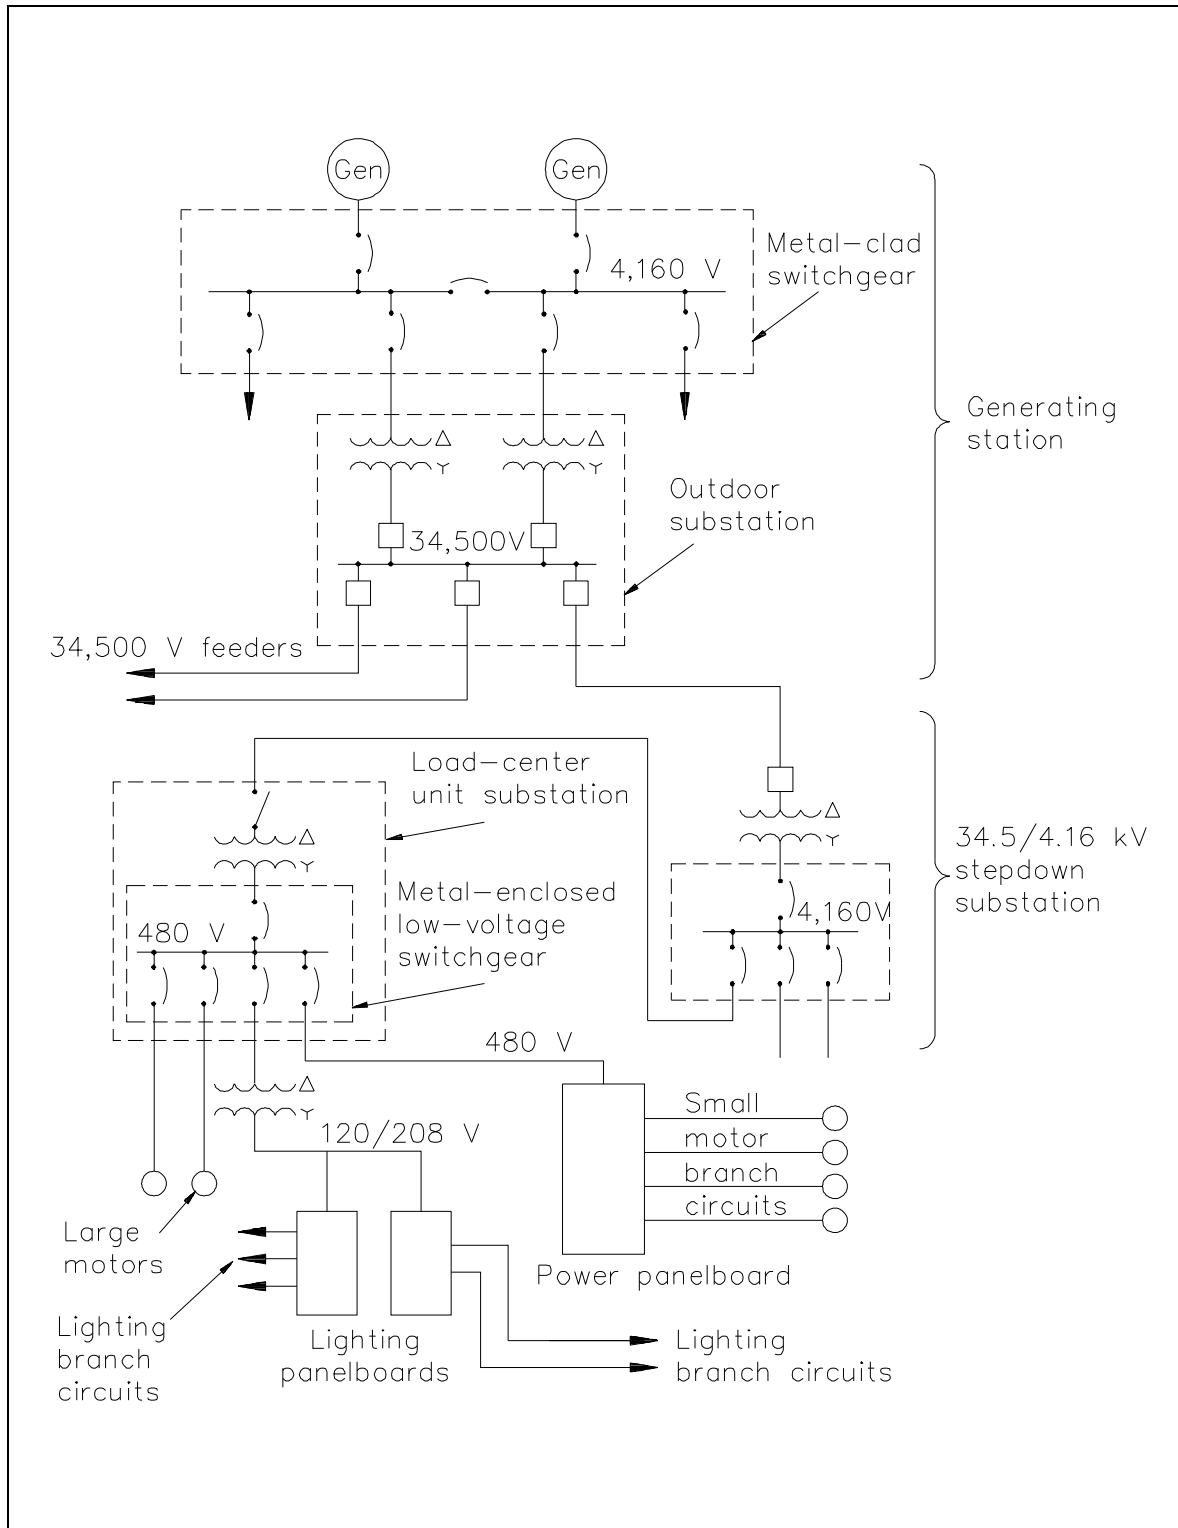 Gen
Gen
Metal-clad
switchgear
4,160 V
Generating
station
Outdoor
substation
34,500V
34,500 V feeders
Load-center
unit substation
34.5/4.16 kV
stepdown
substation
Metal-enclosed
low-voltage
switchgear
4,160V
480 V
480 V
Small
motor
branch
circuits
120/208 V
Large
motors
Power panelboard
Lighting
branch
circuits
Lighting
panelboards
Lighting
branch circuits